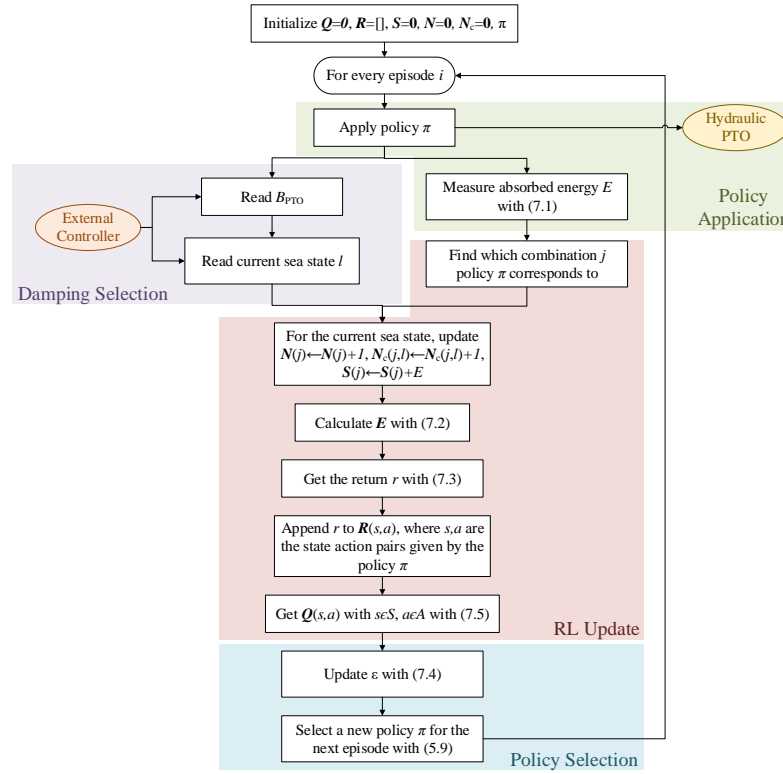 Initialize Q=0, R=[], S=0, N=0, Nc=0, π
For every episode i
Apply policy π
Hydraulic
PTO
Policy
Application
Read BPTO
External
Controller
Read current sea state l
Damping Selection
Measure absorbed energy E
with (7.1)
Find which combination j
policy π corresponds to
For the current sea state, update
N(j)←N(j)+1, Nc(j,l)←Nc(j,l)+1,
S(j)←S(j)+E
Calculate E with (7.2)
Get the return r with (7.3)
Append r to R(s,a), where s,a are
the state action pairs given by the
policy π
Get Q(s,a) with sϵS, aϵA with (7.5)
RL Update
Update ε with (7.4)
Select a new policy π for the
next episode with (5.9)
Policy Selection